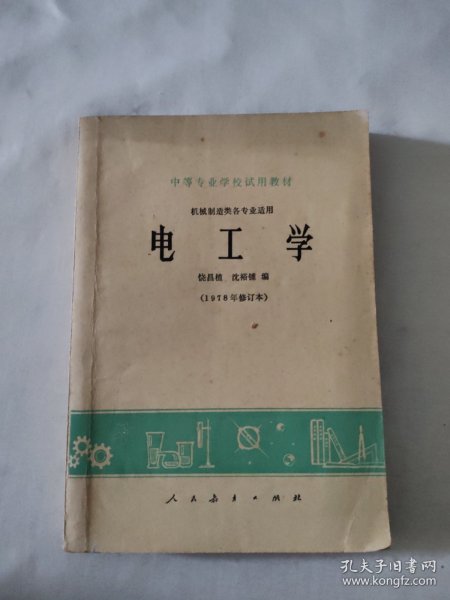 中等专业学校试用教材
机械制造类各专业适用
电工学
饶昌植 沈裕钟 编
(1978年修订本)
人民教育出版社
孔夫子旧书网
www.kongfz.com